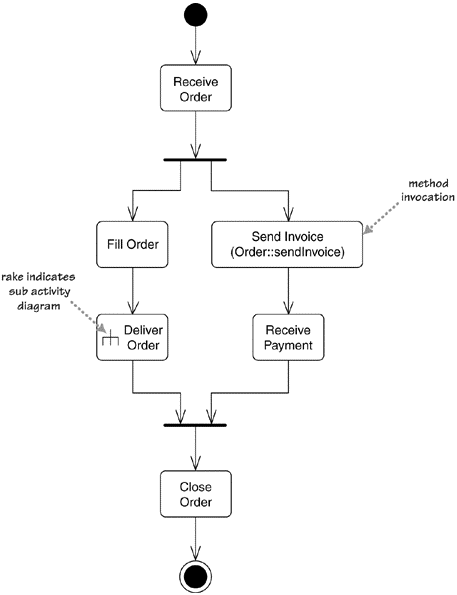 Receive
Order
method
invocation
Fill Order
Send Invoice
(Order::sendInvoice)
rake indicates
sub activity
diagram
Deliver
Order
Receive
Payment
Close
Order